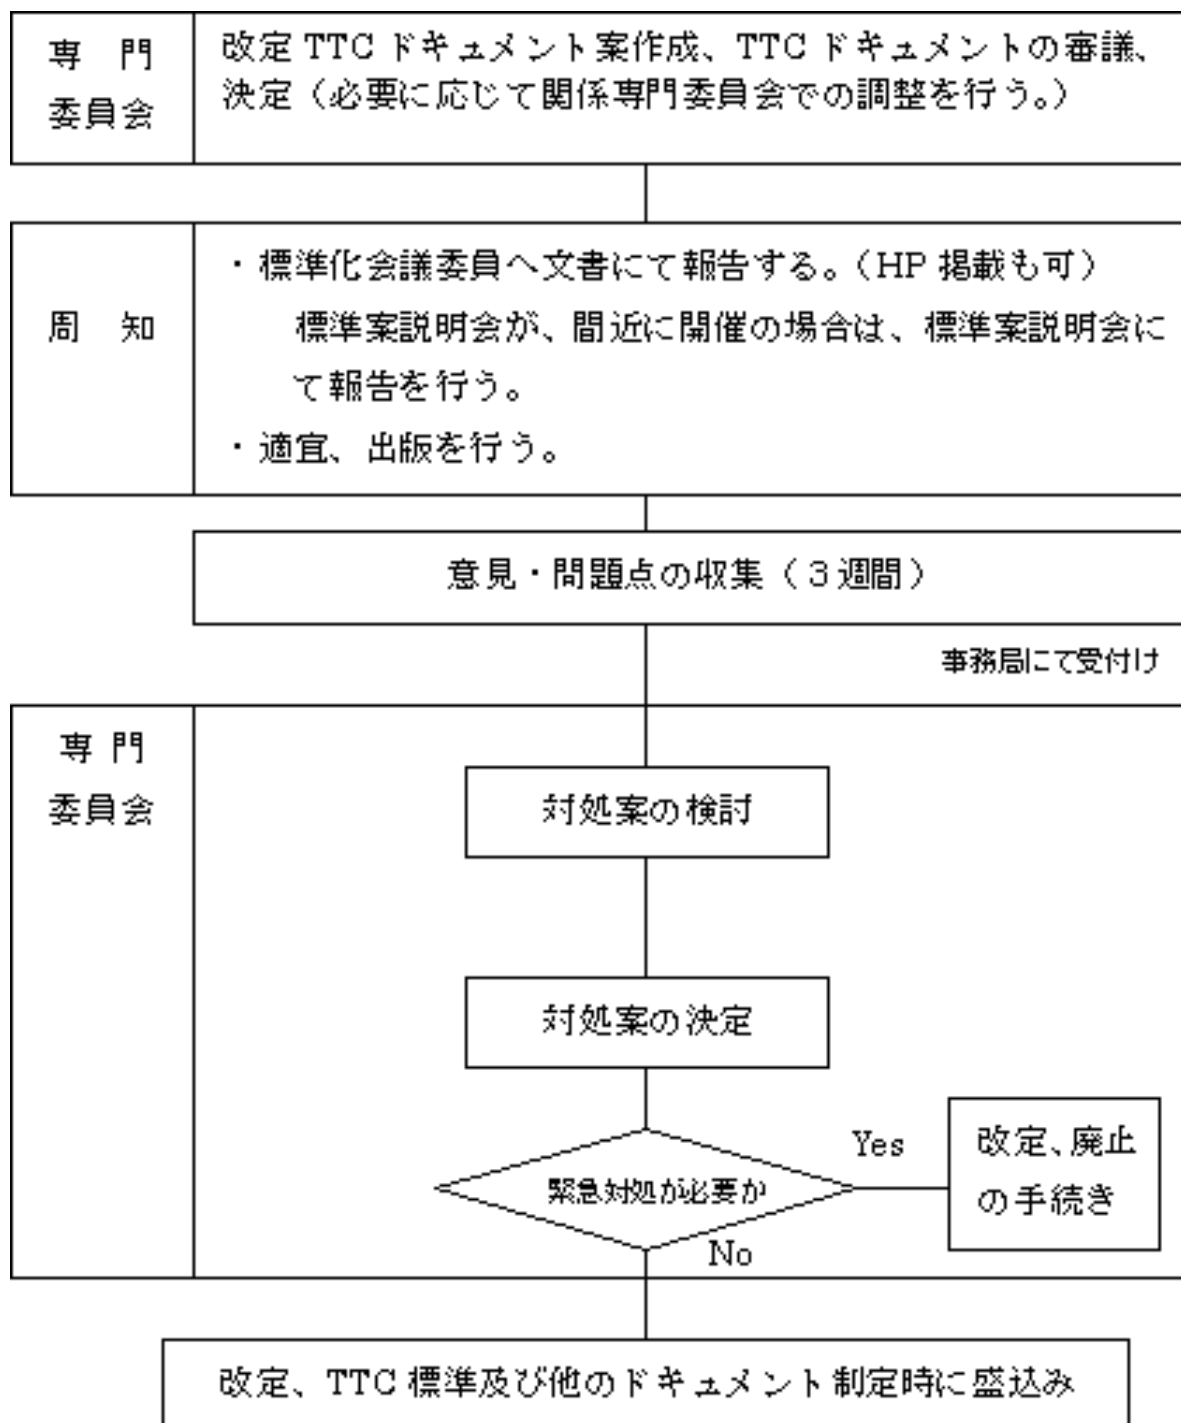 専　門
委員会
改定 TTC ドキュメント案作成、TTC ドキュメントの審議、
決定（必要に応じて関係専門委員会での調整を行う。）
周　知
・標準化会議委員へ文書にて報告する。（HP 掲載も可）
標準案説明会が、間近に開催の場合は、標準案説明会に
て報告を行う。
・適宜、出版を行う。
意見・問題点の収集（３週間）
事務局にて受付け
専 門
委員会
対処案の検討
対処案の決定
緊急対処が必要か
Yes
改定、廃止
の手続き
No
改定、TTC 標準及び他のドキュメント制定時に盛込み